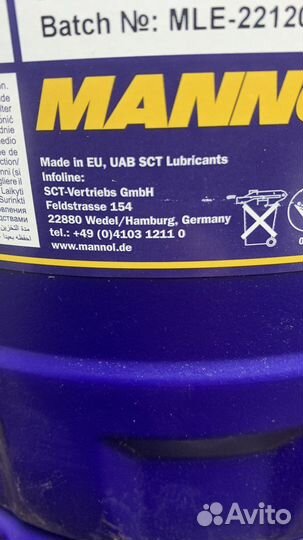 Batch №: MLE-22120
MANNO
Made in EU, UAB SCT Lubricants
Infoline:
SCT-Vertriebs GmbH
Feldstrasse 154
22880 Wedel/Hamburg, Germany
tel.: +49 (0)4103 1211 0
www.mannol.de
Avito